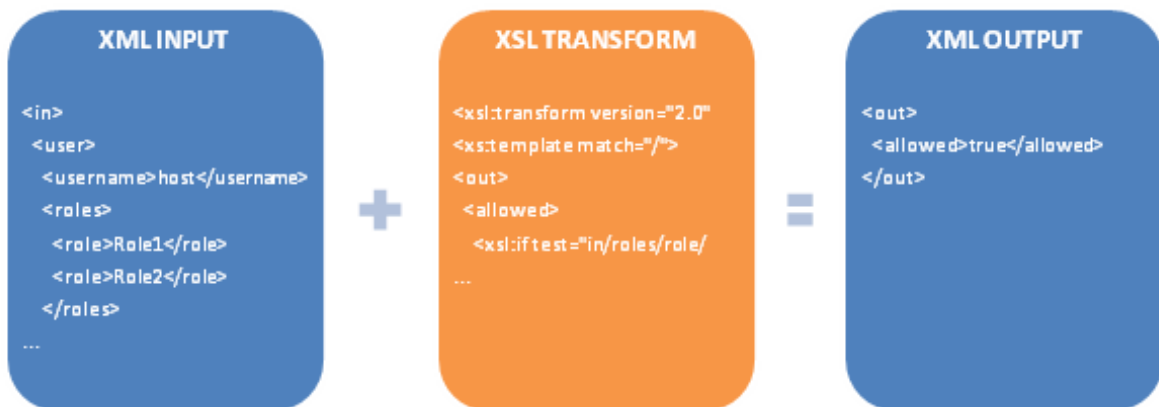 XML INPUT
<in>
<user>
<username>host</username>
<roles>
<role>Role1</role>
<role>Role2</role>
</roles>
...
XSL TRANSFORM
<xsl:transform version="2.0"
<xs:template match="/">
<out>
<allowed>
<xsl:if test="in/roles/role/
...
XML OUTPUT
<out>
<allowed>true</allowed>
</out>